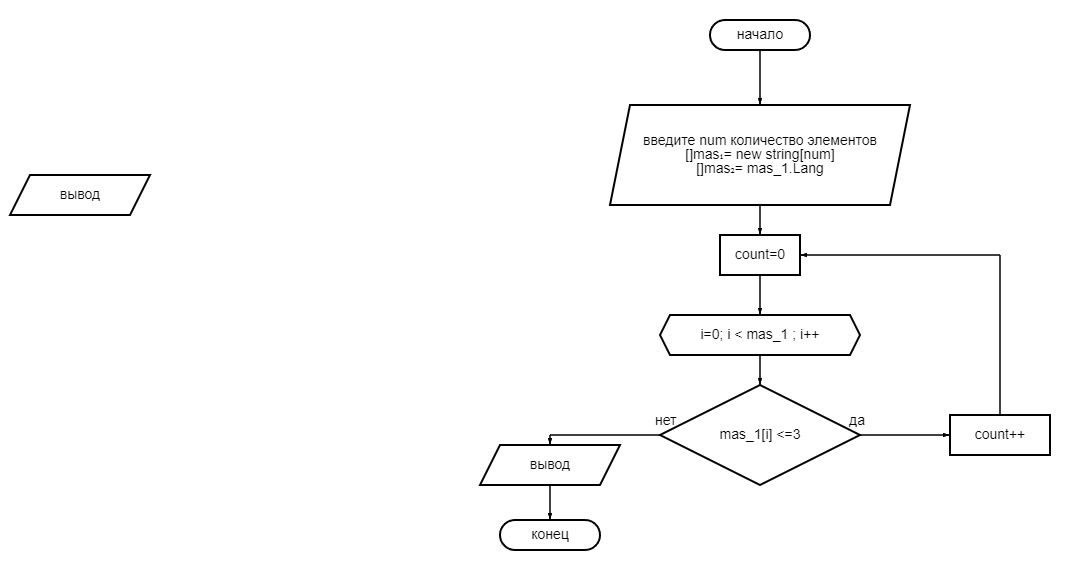 начало
введите num количество элементов
[]mas₁= new string[num]
[]mas₂= mas_1.Lang
вывод
count=0
i=0; i < mas_1 ; i++
нет
да
mas_1[i] <=3
count++
вывод
конец